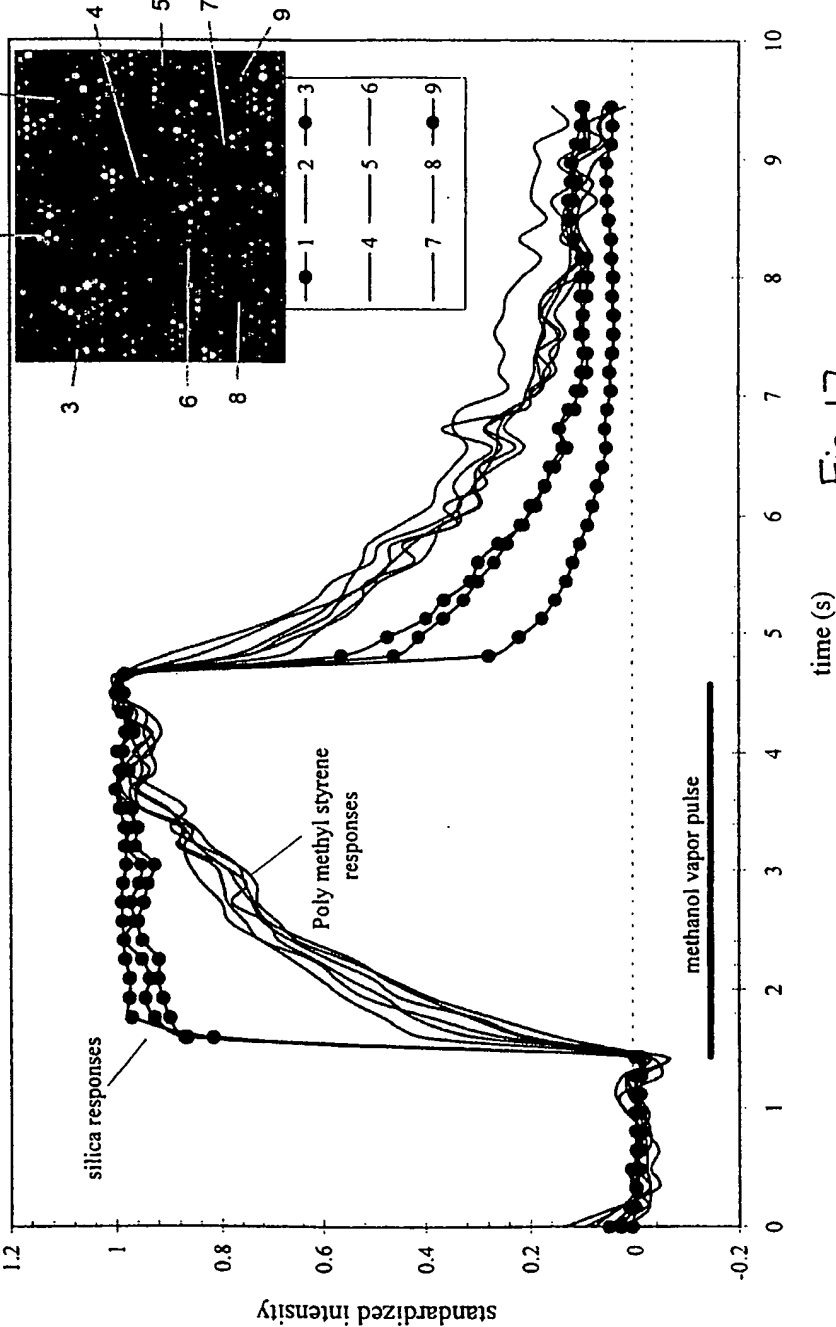 4
5
7
9
3
6
8
1 2 3
4 5 6
7 8 9
silica responses
Poly methyl styrene
responses
methanol vapor pulse
standardized intensity
1.2
1
0.8
0.6
0.4
0.2
0
-0.2
0 1 2 3 4 5 6 7 8 9 10
time (s)